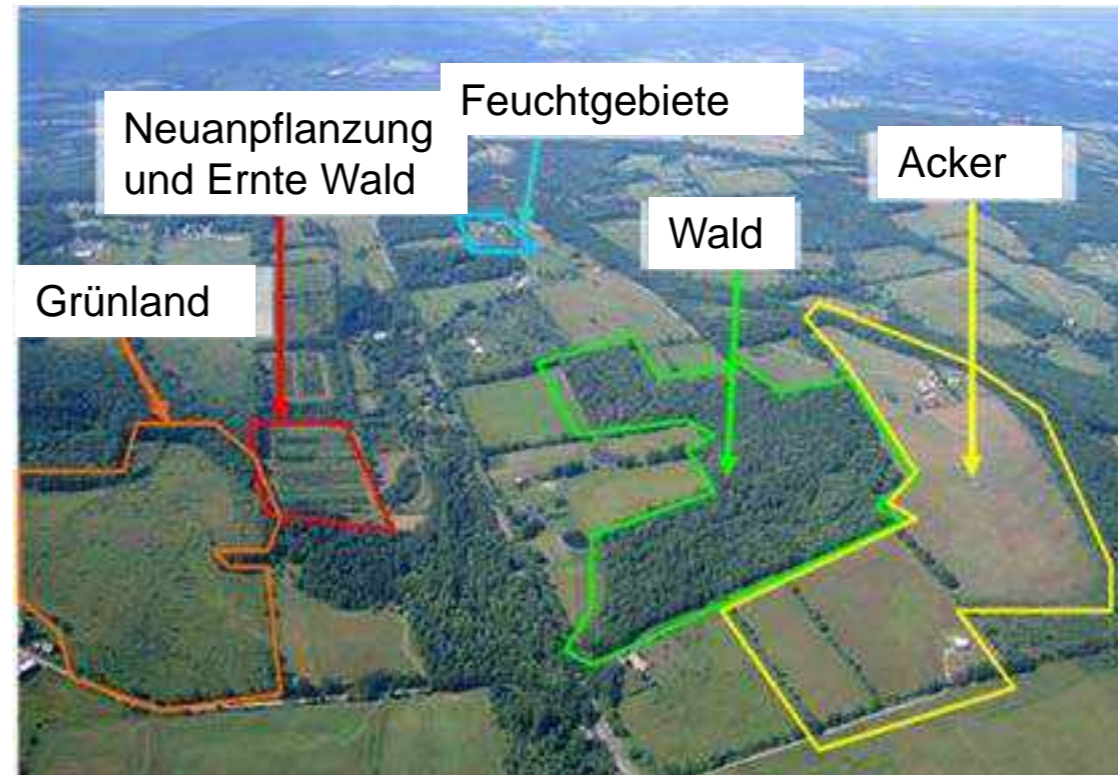 Feuchtgebiete
Neuanpflanzung
und Ernte Wald
Acker
Wald
Grünland